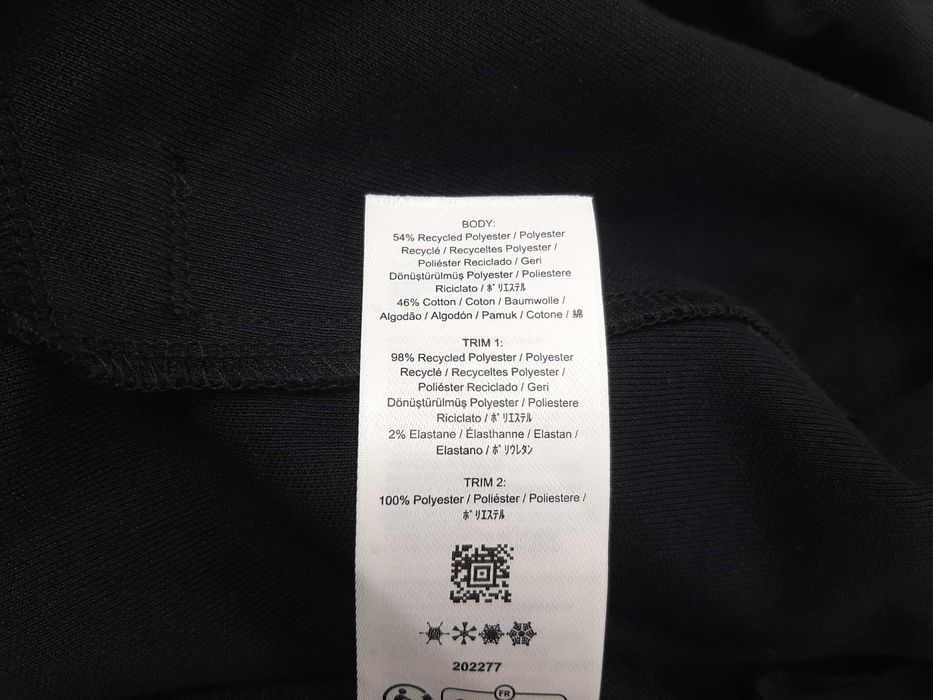 BODY:
54% Recycled Polyester / Polyester
Recyclé / Recyceltes Polyester /
Poliéster Reciclado / Geri
Dönüştürülmüş Polyester / Poliestere
Riciclato / ﾎﾟﾘｴｽﾃﾙ
46% Cotton / Coton / Baumwolle /
Algodão / Algodón / Pamuk / Cotone / 綿
TRIM 1:
98% Recycled Polyester / Polyester
Recyclé / Recyceltes Polyester /
Poliéster Reciclado / Geri
Dönüştürülmüş Polyester / Poliestere
Riciclato / ﾎﾟﾘｴｽﾃﾙ
2% Elastane / Élasthanne / Elastan /
Elastano / ﾎﾟﾘｳﾚﾀﾝ
TRIM 2:
100% Polyester / Poliéster / Poliestere /
ﾎﾟﾘｴｽﾃﾙ
202277
FR